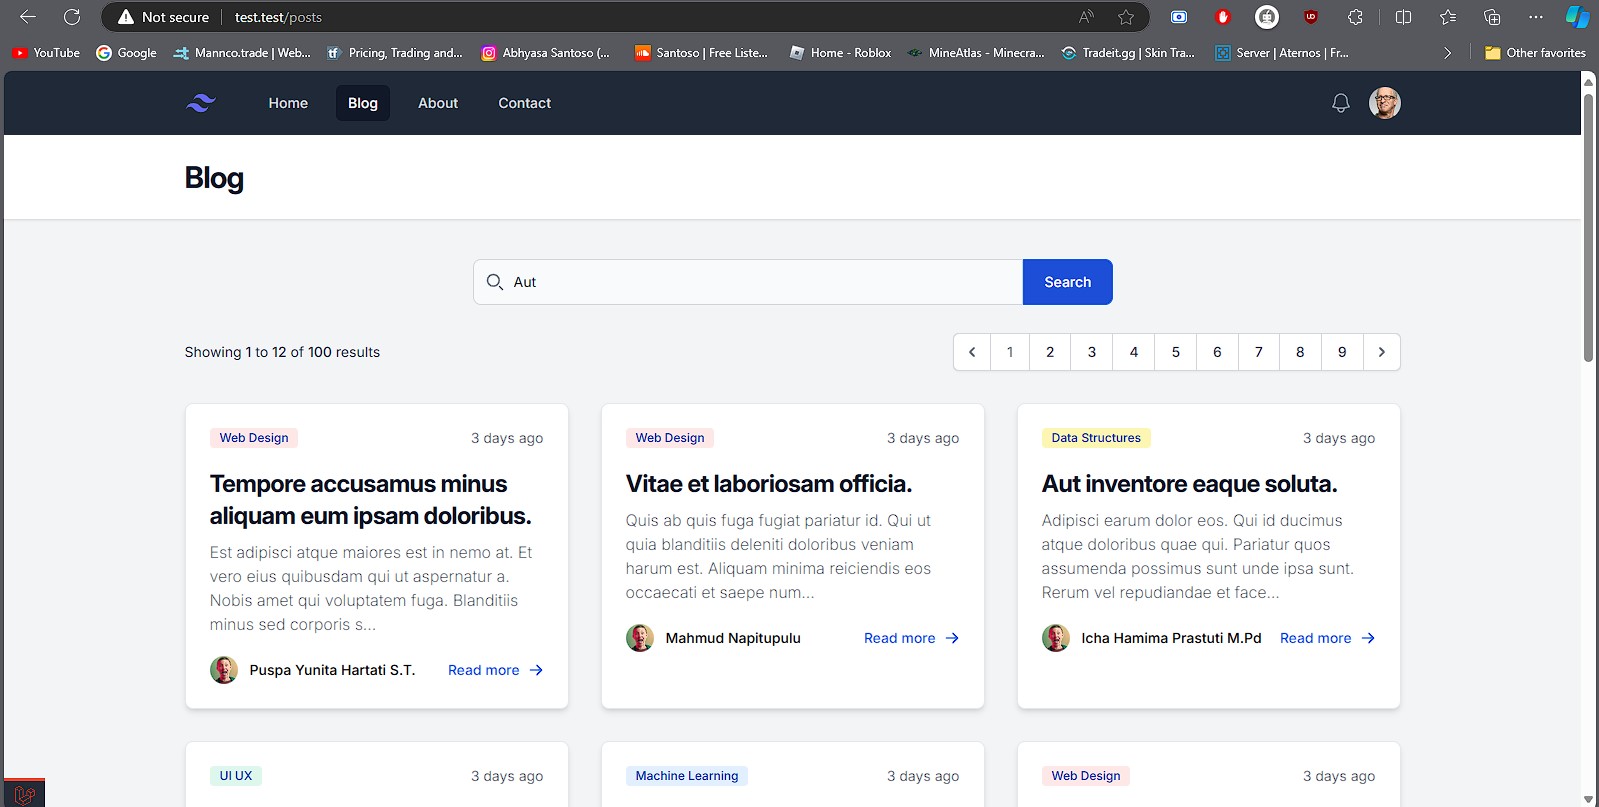 Not secure test.test/posts
YouTube Google Mannco.trade | Web... Pricing, Trading and... Abhyasa Santoso (... Santoso | Free Liste... Home - Roblox MineAtlas - Minecra... Tradeit.gg | Skin Tra... Server | Aternos | Fr... Other favorites
Home Blog About Contact
Blog
Aut Search
Showing 1 to 12 of 100 results 1 2 3 4 5 6 7 8 9
Web Design 3 days ago
Tempore accusamus minus
aliquam eum ipsam doloribus.
Est adipisci atque maiores est in nemo at. Et
vero eius quibusdam qui ut aspernatur a.
Nobis amet qui voluptatem fuga. Blanditiis
minus sed corporis s...
Puspa Yunita Hartati S.T. Read more
Web Design 3 days ago
Vitae et laboriosam officia.
Quis ab quis fuga fugiat pariatur id. Qui ut
quia blanditiis deleniti doloribus veniam
harum est. Aliquam minima reiciendis eos
occaecati et saepe num...
Mahmud Napitupulu Read more
Data Structures 3 days ago
Aut inventore eaque soluta.
Adipisci earum dolor eos. Qui id ducimus
atque doloribus quae qui. Pariatur quos
assumenda possimus sunt unde ipsa sunt.
Rerum vel repudiandae et face...
Icha Hamima Prastuti M.Pd Read more
UI UX 3 days ago
Machine Learning 3 days ago
Web Design 3 days ago